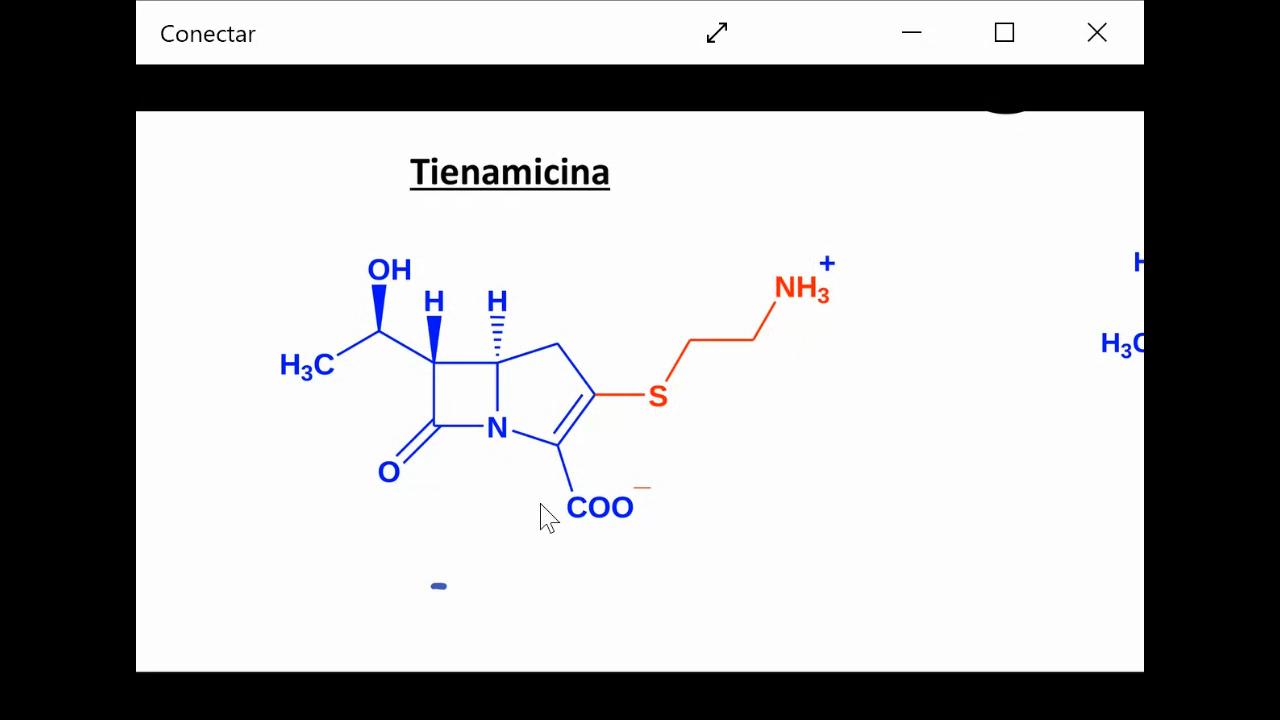 Conectar
Tienamicina
OH
H
H
H₃C
NH₃
+
S
N
O
COO
−
H
H₃C